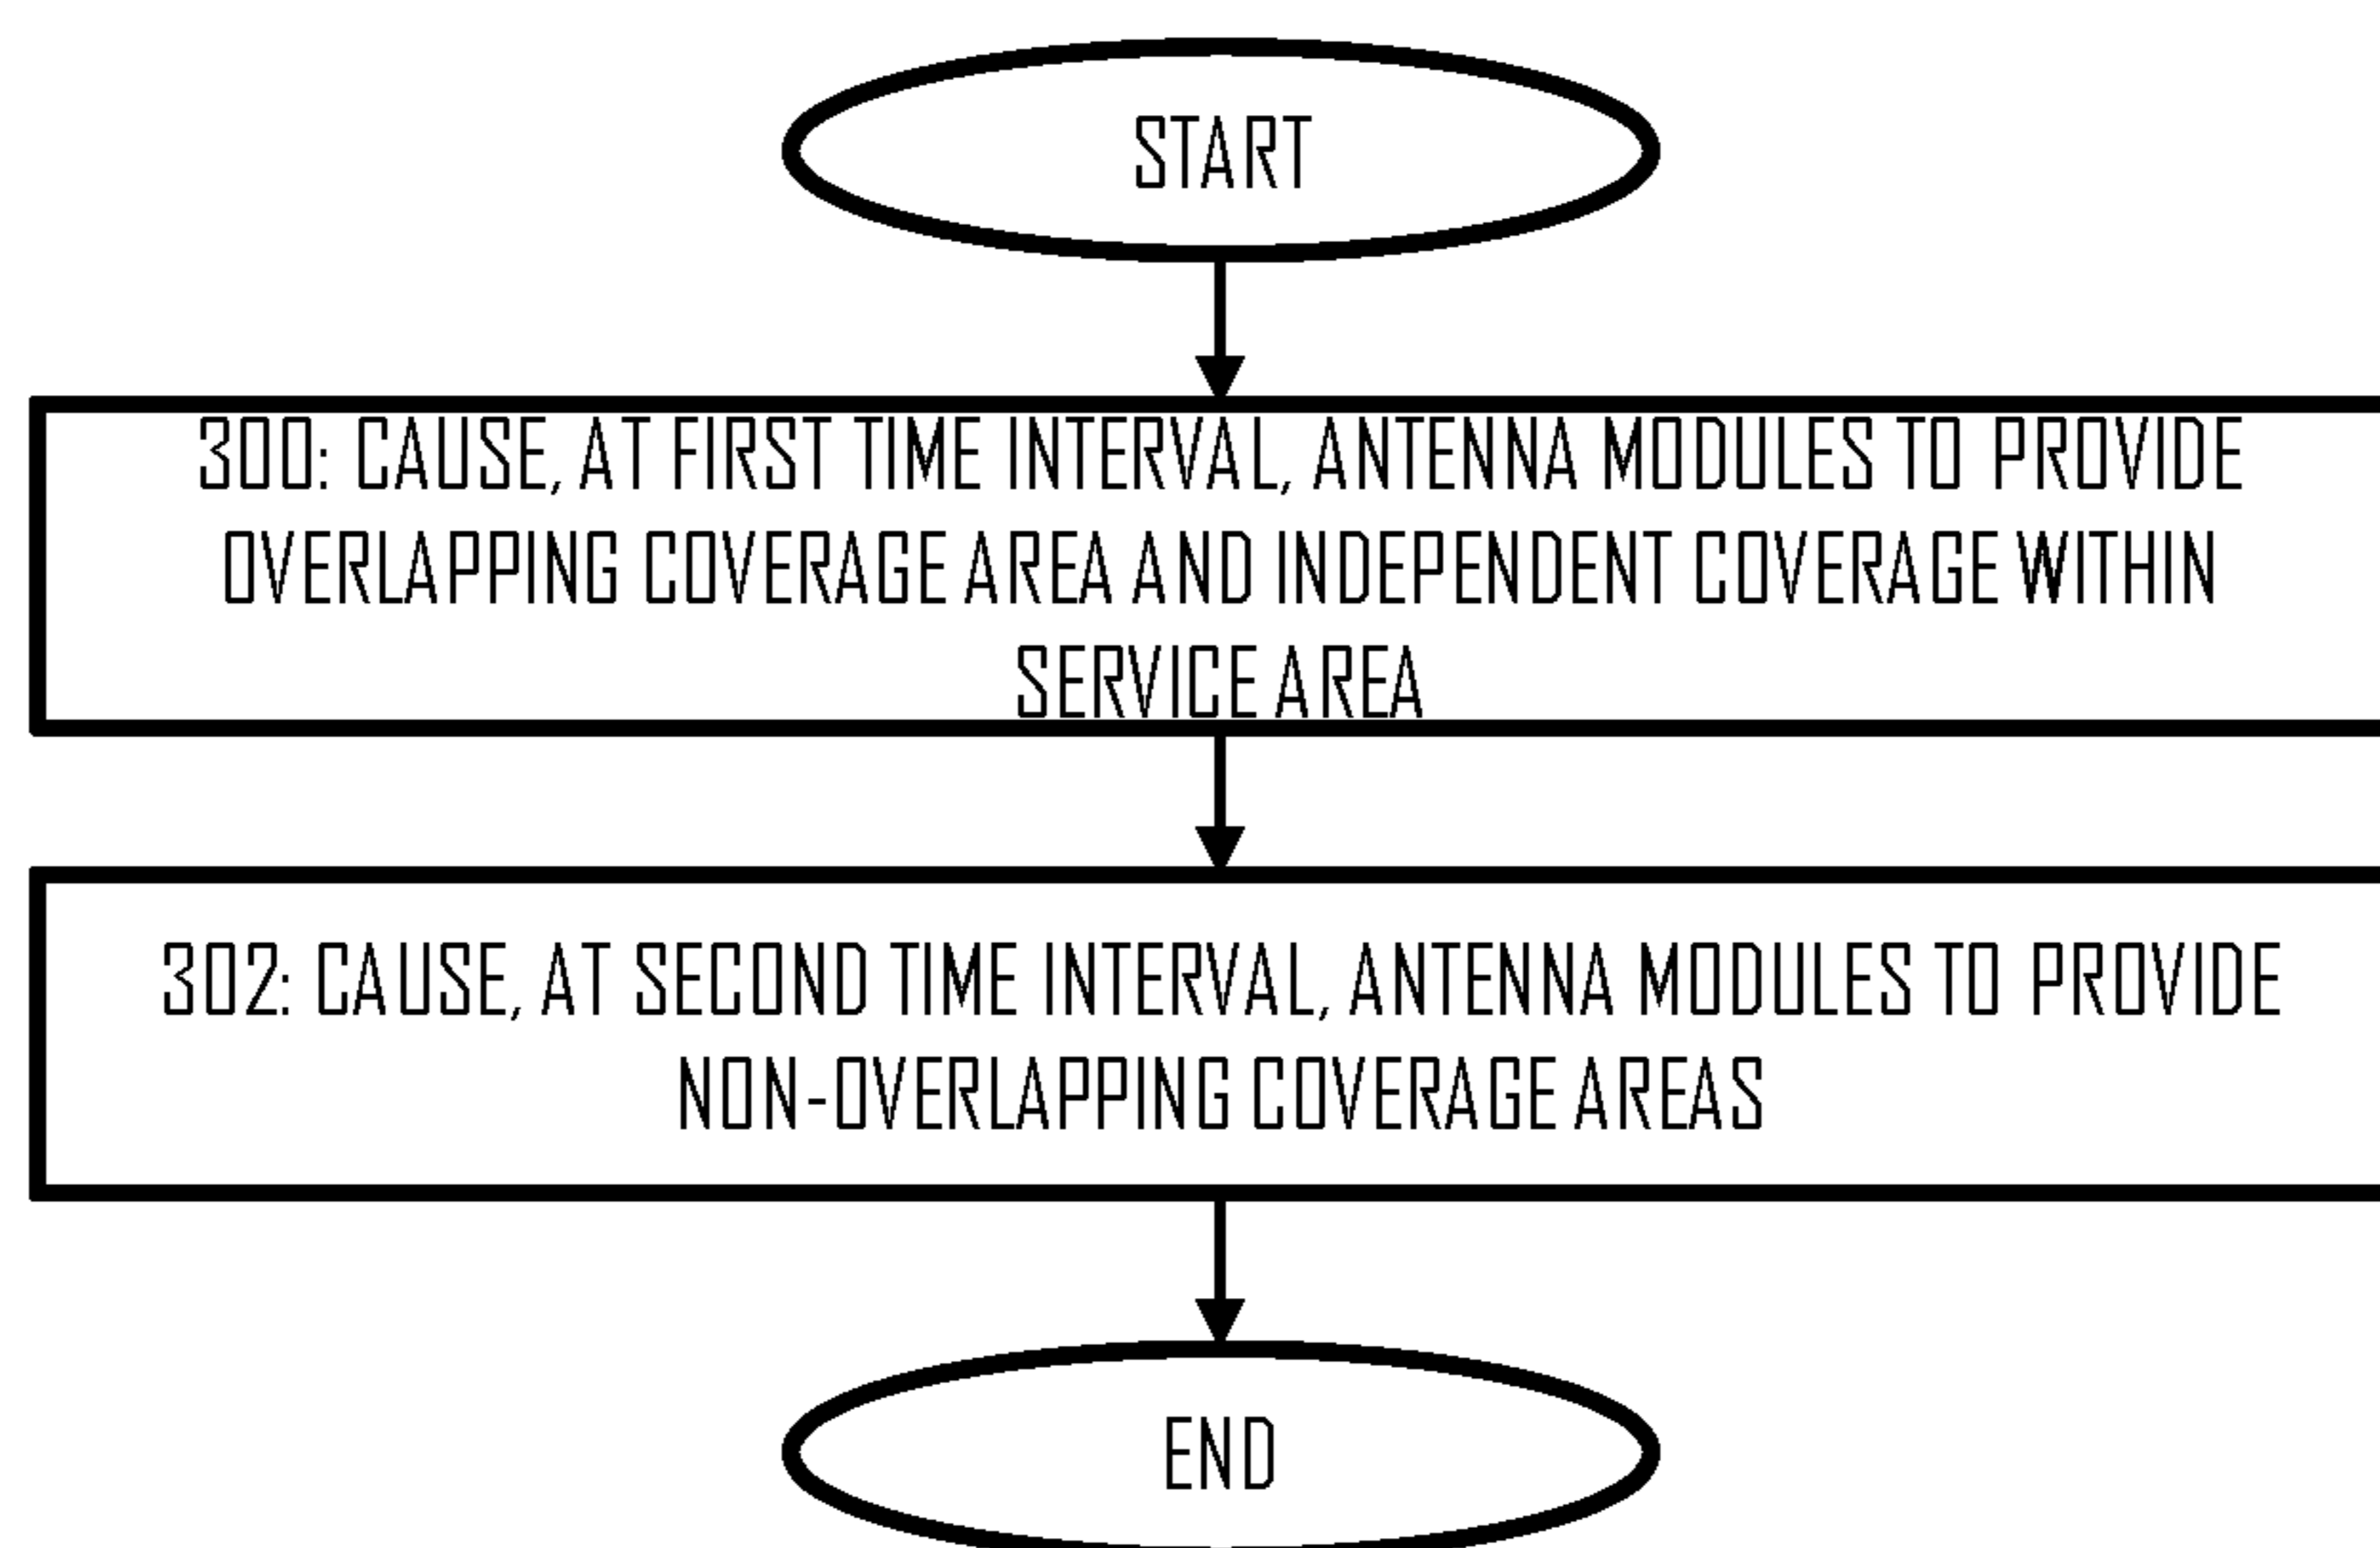 START
300: CAUSE, AT FIRST TIME INTERVAL, ANTENNA MODULES TO PROVIDE
OVERLAPPING COVERAGE AREA AND INDEPENDENT COVERAGE WITHIN
SERVICE AREA
302: CAUSE, AT SECOND TIME INTERVAL, ANTENNA MODULES TO PROVIDE
NON-OVERLAPPING COVERAGE AREAS
END